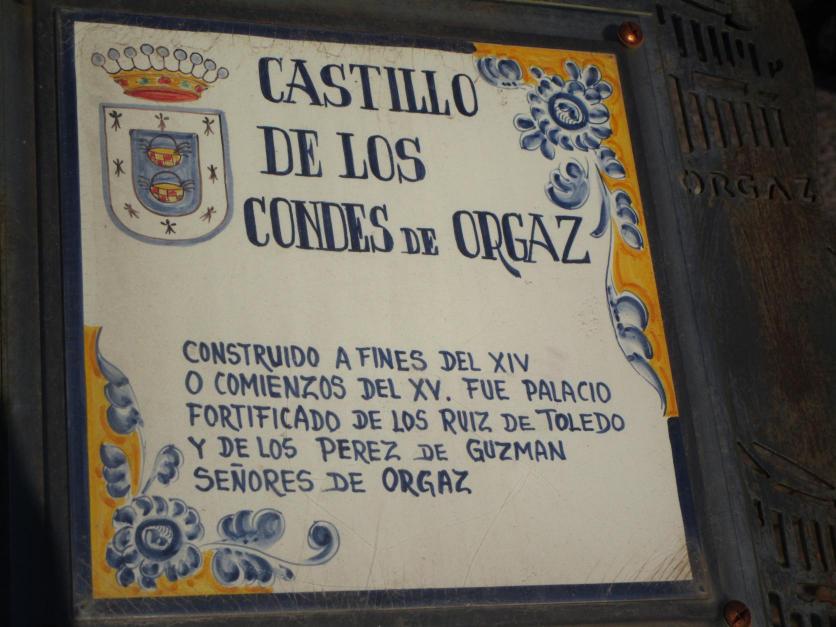 CASTILLO
DE LOS
CONDES DE ORGAZ
CONSTRUIDO A FINES DEL XIV
O COMIENZOS DEL XV. FUE PALACIO
FORTIFICADO DE LOS RUIZ DE TOLEDO
Y DE LOS PEREZ DE GUZMAN
SEÑORES DE ORGAZ
ORGAZ